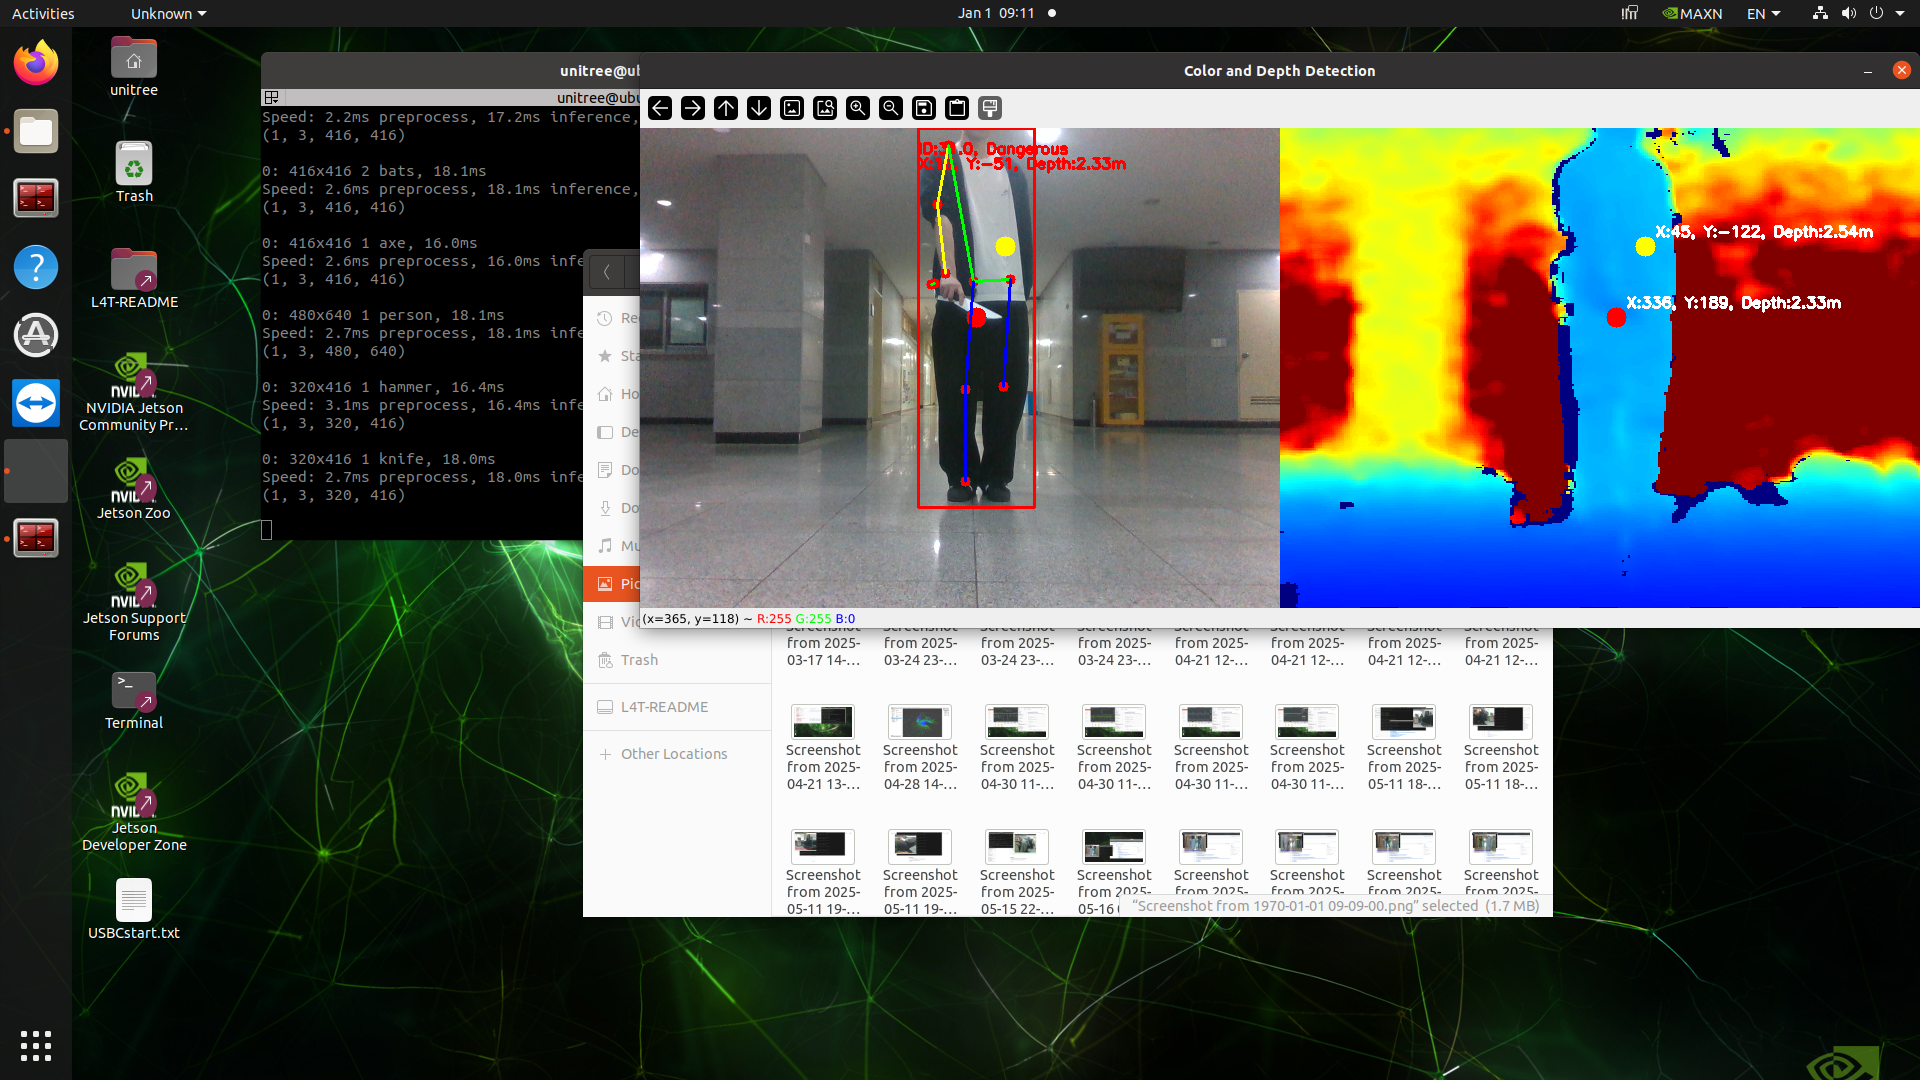 Activities
Unknown
Jan 1 09:11
MAXN
EN
unitree
Trash
L4T-README
NVIDIA Jetson
Community Pr…
Jetson Zoo
Jetson Support
Forums
Terminal
Jetson
Developer Zone
USBCstart.txt
unitree@ub
unitree@ubu
Speed: 2.2ms preprocess, 17.2ms inference,
(1, 3, 416, 416)
0: 416x416 2 bats, 18.1ms
Speed: 2.6ms preprocess, 18.1ms inference,
(1, 3, 416, 416)
0: 416x416 1 axe, 16.0ms
Speed: 2.6ms preprocess, 16.0ms infe
(1, 3, 416, 416)
0: 480x640 1 person, 18.1ms
Speed: 2.7ms preprocess, 18.1ms infe
(1, 3, 480, 640)
0: 320x416 1 hammer, 16.4ms
Speed: 3.1ms preprocess, 16.4ms infe
(1, 3, 320, 416)
0: 320x416 1 knife, 18.0ms
Speed: 2.7ms preprocess, 18.0ms infe
(1, 3, 320, 416)
Color and Depth Detection
Dangerous
Y:-51, Depth:2.33m
X:45, Y:-122, Depth:2.54m
X:336, Y:189, Depth:2.33m
(x=365, y=118) ~ R:255 G:255 B:0
Re
Sta
Ho
De
Do
Do
Mu
Pic
Vic
Trash
L4T-README
Other Locations
Screenshot Screenshot Screenshot Screenshot Screenshot Screenshot Screenshot Screenshot
from 2025- from 2025- from 2025- from 2025- from 2025- from 2025- from 2025- from 2025-
03-17 14-… 03-24 23-… 03-24 23-… 03-24 23-… 04-21 12-… 04-21 12-… 04-21 12-… 04-21 12-…
Screenshot Screenshot Screenshot Screenshot Screenshot Screenshot Screenshot Screenshot
from 2025- from 2025- from 2025- from 2025- from 2025- from 2025- from 2025- from 2025-
04-21 13-… 04-28 14-… 04-30 11-… 04-30 11-… 04-30 11-… 04-30 11-… 05-11 18-… 05-11 18-…
Screenshot Screenshot Screenshot Screenshot Screenshot Screenshot Screenshot Screenshot
from 2025- from 2025- from 2025- from 2025- from 2025- from 2025- from 2025- from 2025-
05-11 19-… 05-11 19-… 05-15 22-… 05-16
“Screenshot from 1970-01-01 09-09-00.png” selected (1.7 MB)